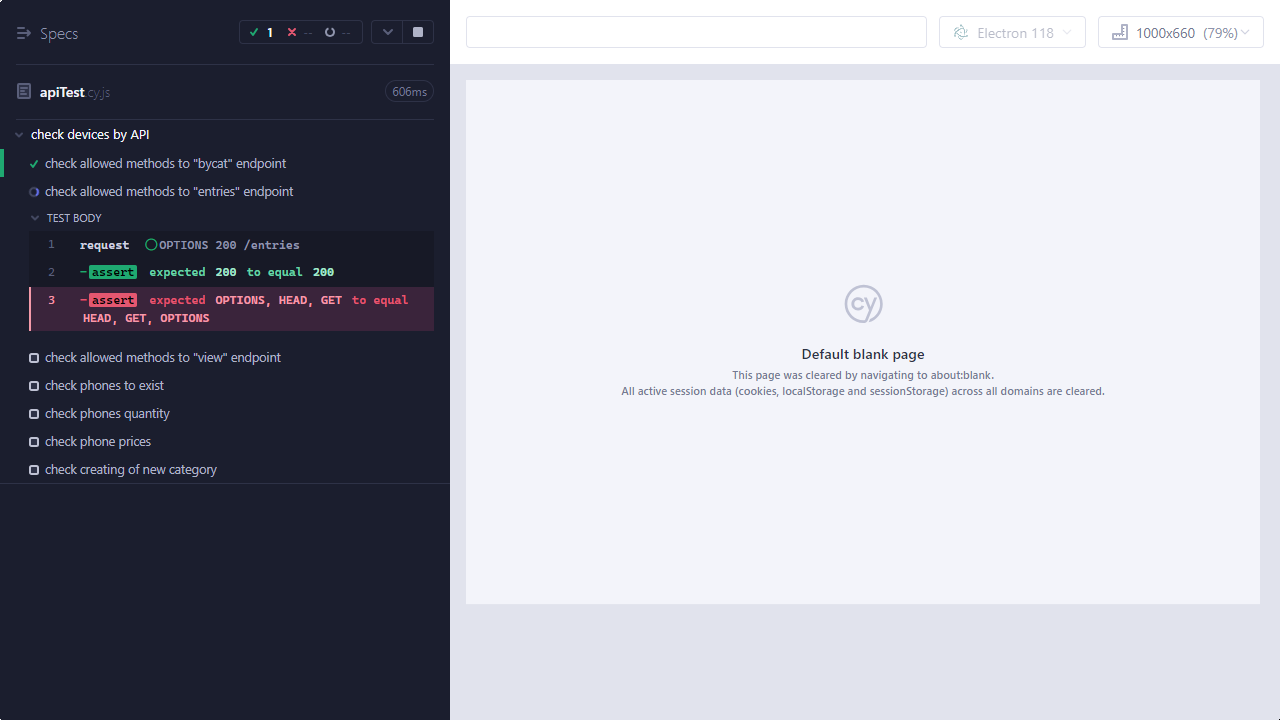 Specs
1 -- --
Electron 118
1000x660 (79%)
apiTest.cy.js
606ms
check devices by API
check allowed methods to "bycat" endpoint
check allowed methods to "entries" endpoint
TEST BODY
1 request OPTIONS 200 /entries
2 -assert expected 200 to equal 200
3 -assert expected OPTIONS, HEAD, GET to equal
HEAD, GET, OPTIONS
check allowed methods to "view" endpoint
check phones to exist
check phones quantity
check phone prices
check creating of new category
cy
Default blank page
This page was cleared by navigating to about:blank.
All active session data (cookies, localStorage and sessionStorage) across all domains are cleared.